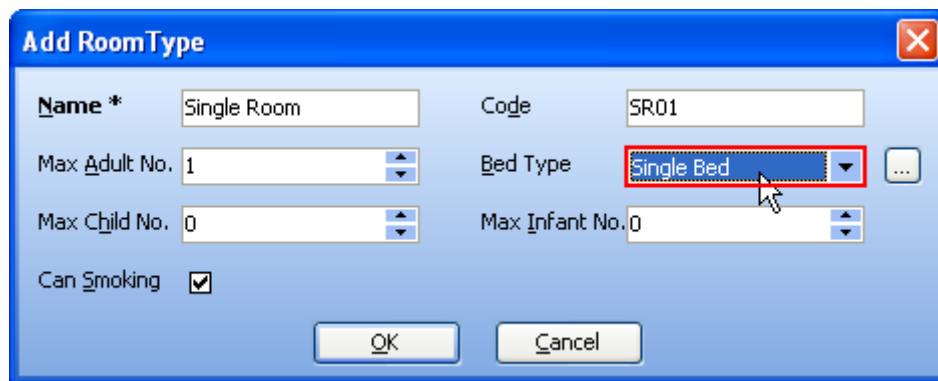 Add RoomType
Name * Single Room Code SR01
Max Adult No. 1 Bed Type Single Bed ...
Max Child No. 0 Max Infant No. 0
Can Smoking
OK Cancel